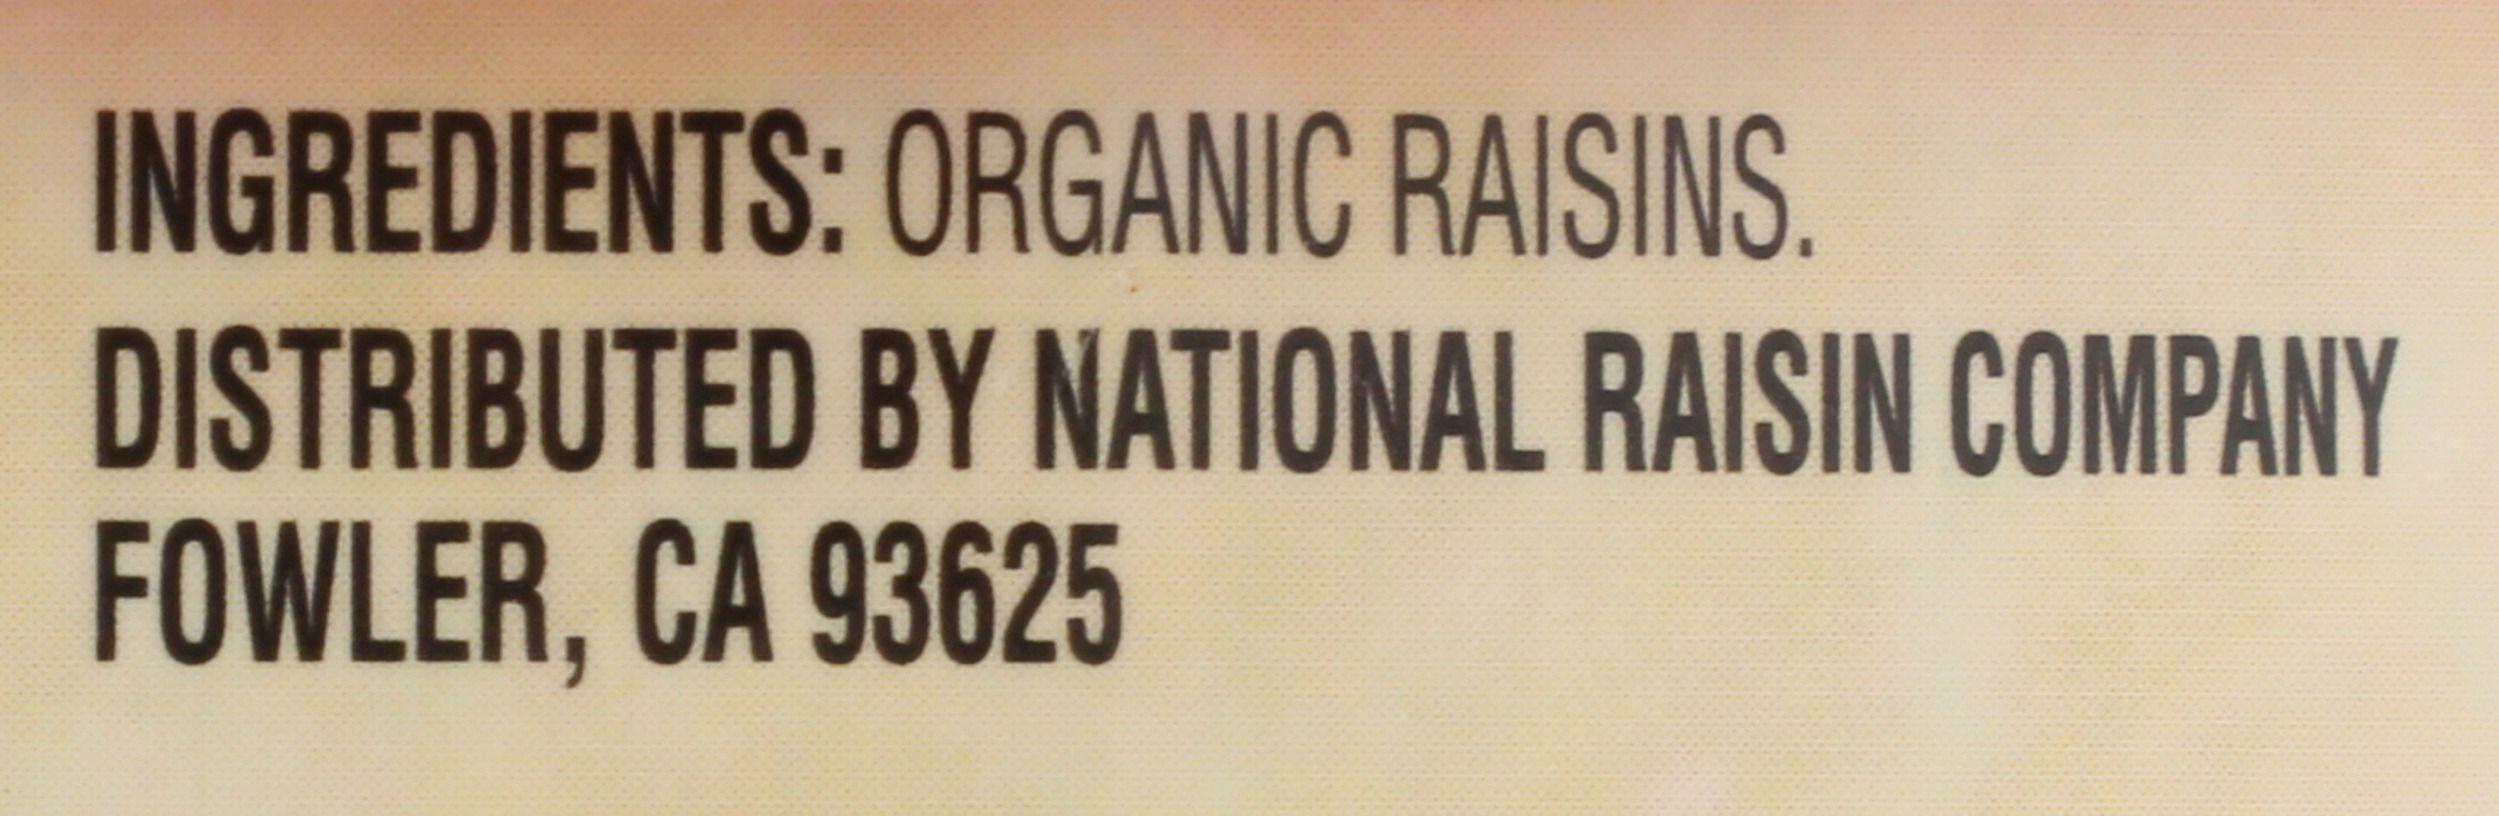 INGREDIENTS: ORGANIC RAISINS.
DISTRIBUTED BY NATIONAL RAISIN COMPANY
FOWLER, CA 93625